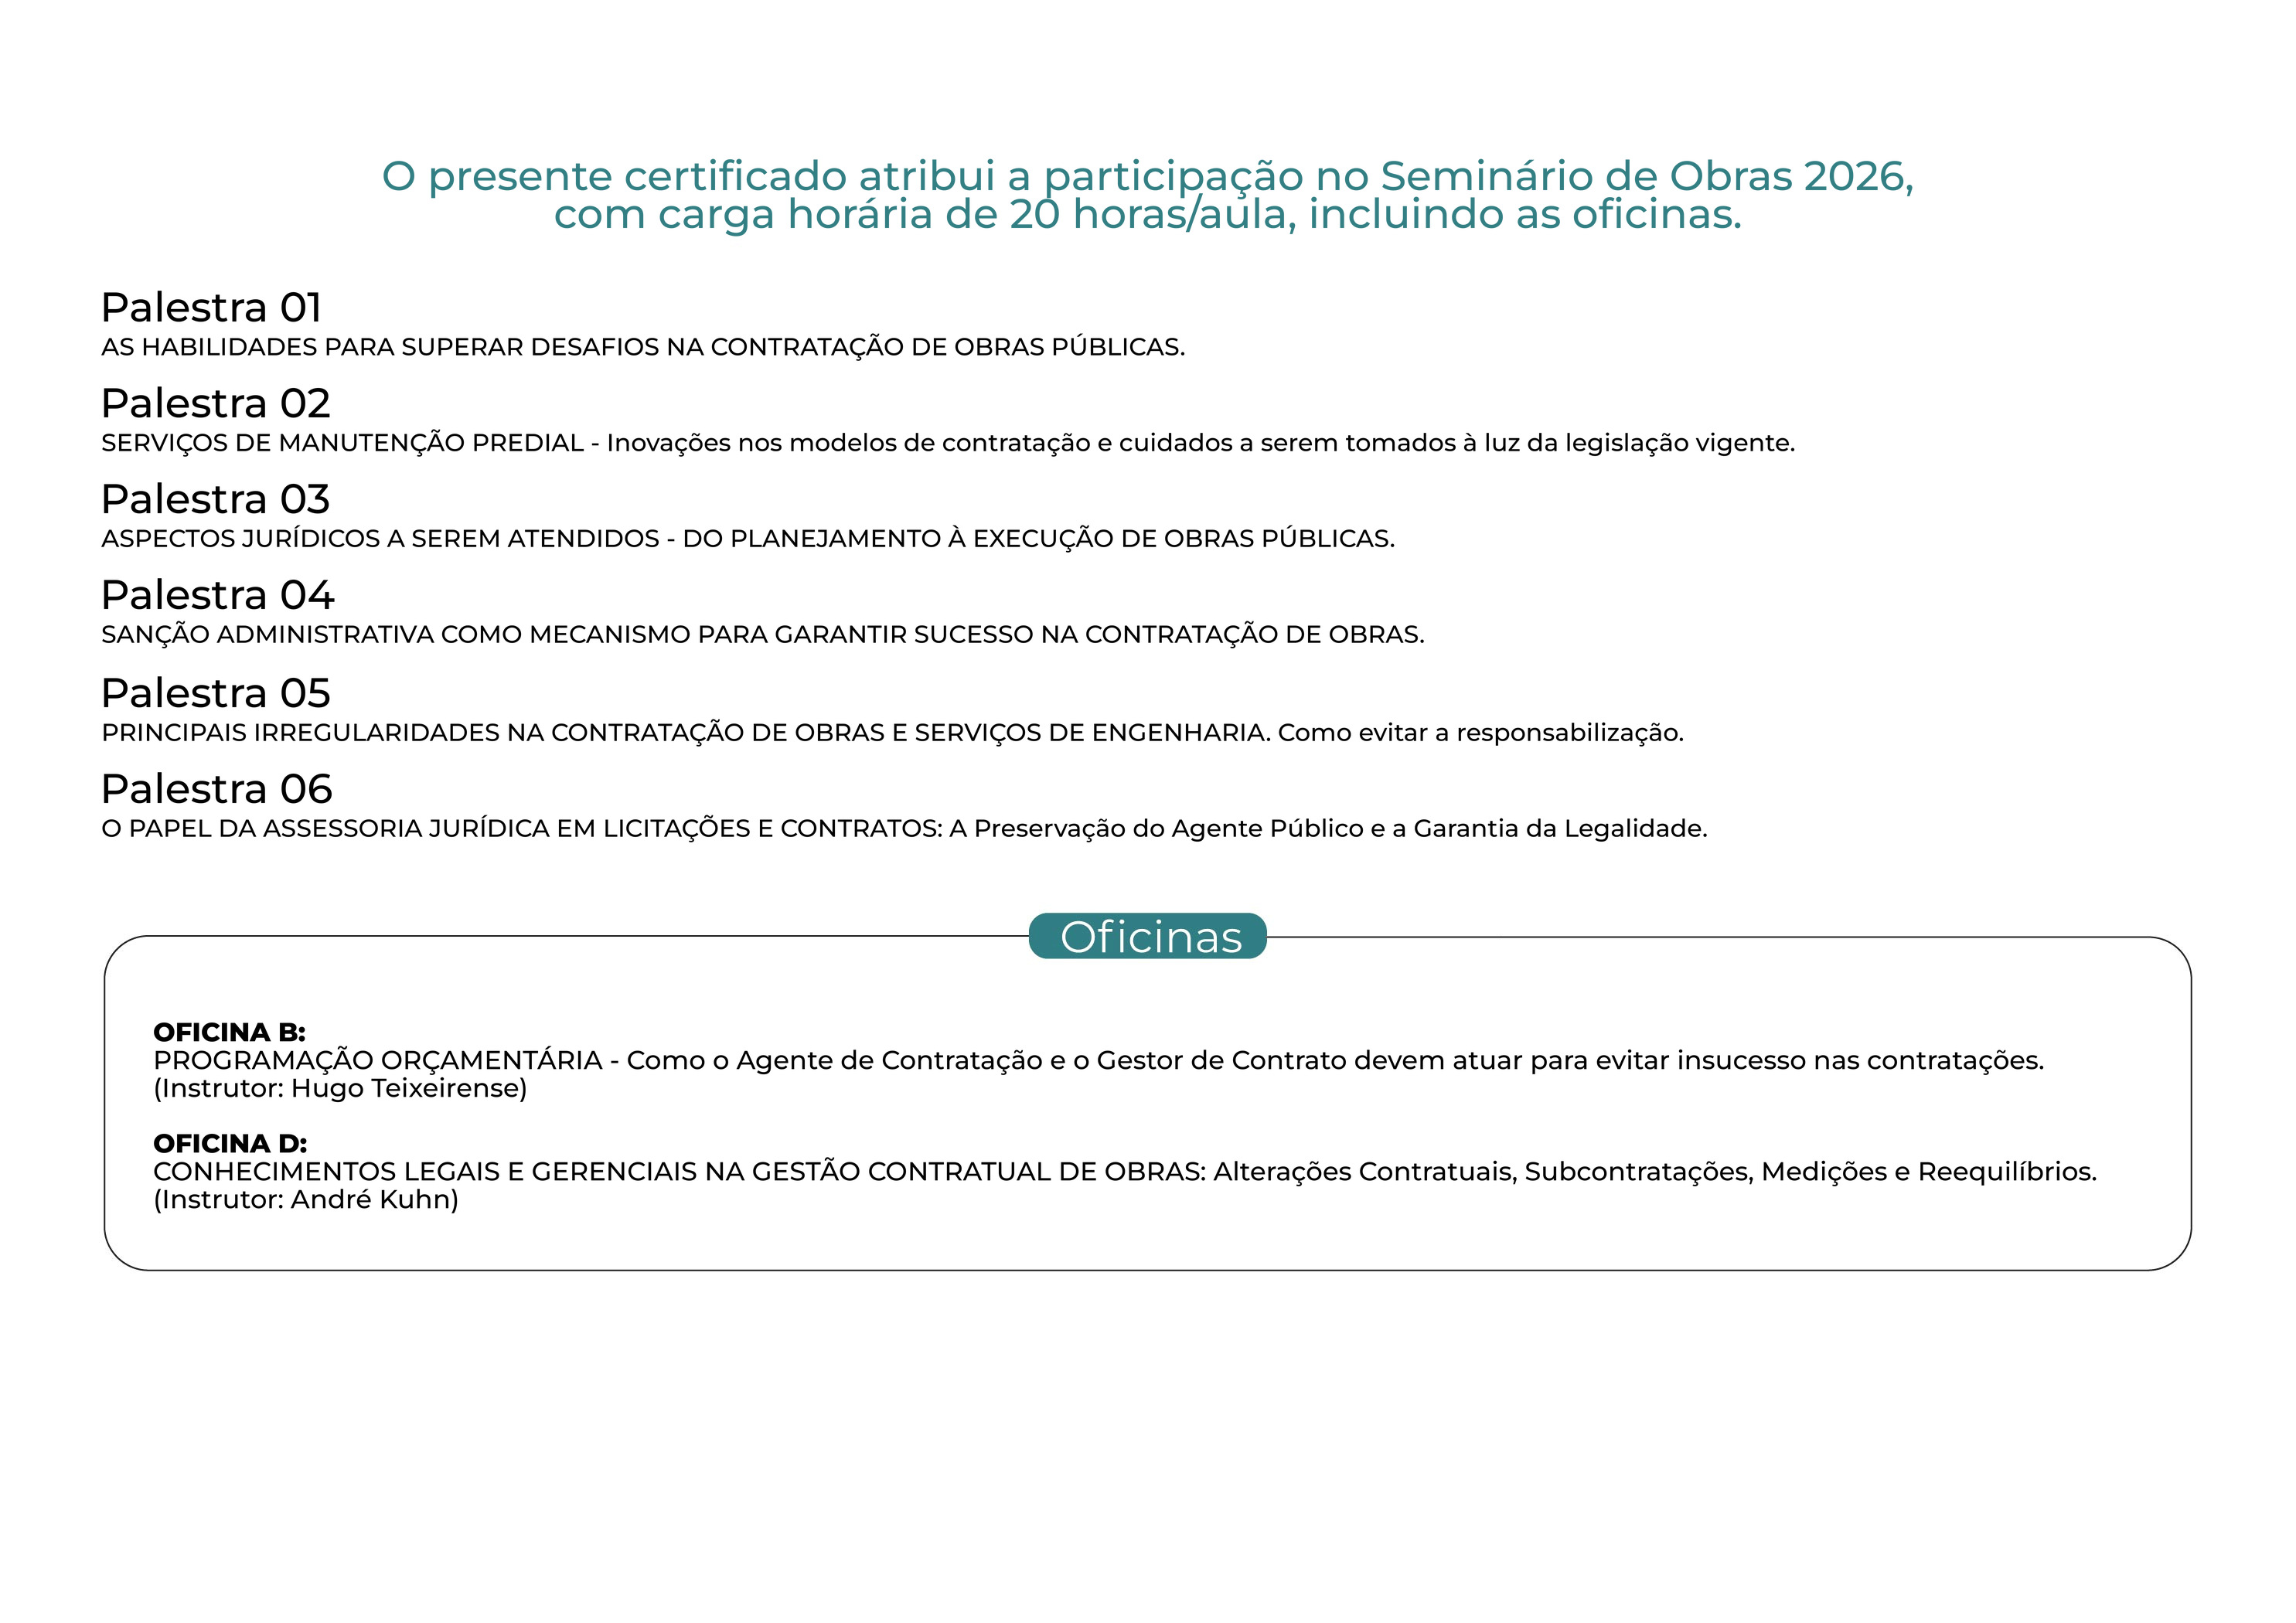 O presente certificado atribui a participação no Seminário de Obras 2026,
com carga horária de 20 horas/aula, incluindo as oficinas.
Palestra 01
AS HABILIDADES PARA SUPERAR DESAFIOS NA CONTRATAÇÃO DE OBRAS PÚBLICAS.
Palestra 02
SERVIÇOS DE MANUTENÇÃO PREDIAL - Inovações nos modelos de contratação e cuidados a serem tomados à luz da legislação vigente.
Palestra 03
ASPECTOS JURÍDICOS A SEREM ATENDIDOS - DO PLANEJAMENTO À EXECUÇÃO DE OBRAS PÚBLICAS.
Palestra 04
SANÇÃO ADMINISTRATIVA COMO MECANISMO PARA GARANTIR SUCESSO NA CONTRATAÇÃO DE OBRAS.
Palestra 05
PRINCIPAIS IRREGULARIDADES NA CONTRATAÇÃO DE OBRAS E SERVIÇOS DE ENGENHARIA. Como evitar a responsabilização.
Palestra 06
O PAPEL DA ASSESSORIA JURÍDICA EM LICITAÇÕES E CONTRATOS: A Preservação do Agente Público e a Garantia da Legalidade.
Oficinas
OFICINA B:
PROGRAMAÇÃO ORÇAMENTÁRIA - Como o Agente de Contratação e o Gestor de Contrato devem atuar para evitar insucesso nas contratações.
(Instrutor: Hugo Teixeirense)
OFICINA D:
CONHECIMENTOS LEGAIS E GERENCIAIS NA GESTÃO CONTRATUAL DE OBRAS: Alterações Contratuais, Subcontratações, Medições e Reequilíbrios.
(Instrutor: André Kuhn)